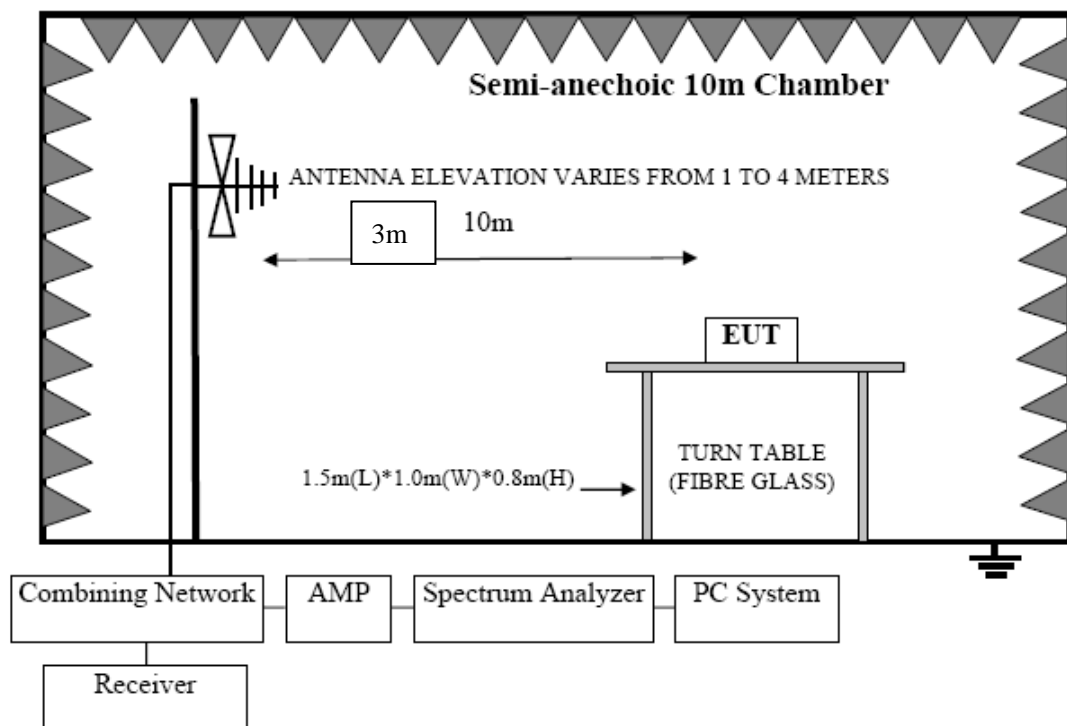 Semi-anechoic 10m Chamber
ANTENNA ELEVATION VARIES FROM 1 TO 4 METERS
3m
10m
EUT
1.5m(L)*1.0m(W)*0.8m(H)
TURN TABLE
(FIBRE GLASS)
Combining Network
AMP
Spectrum Analyzer
PC System
Receiver